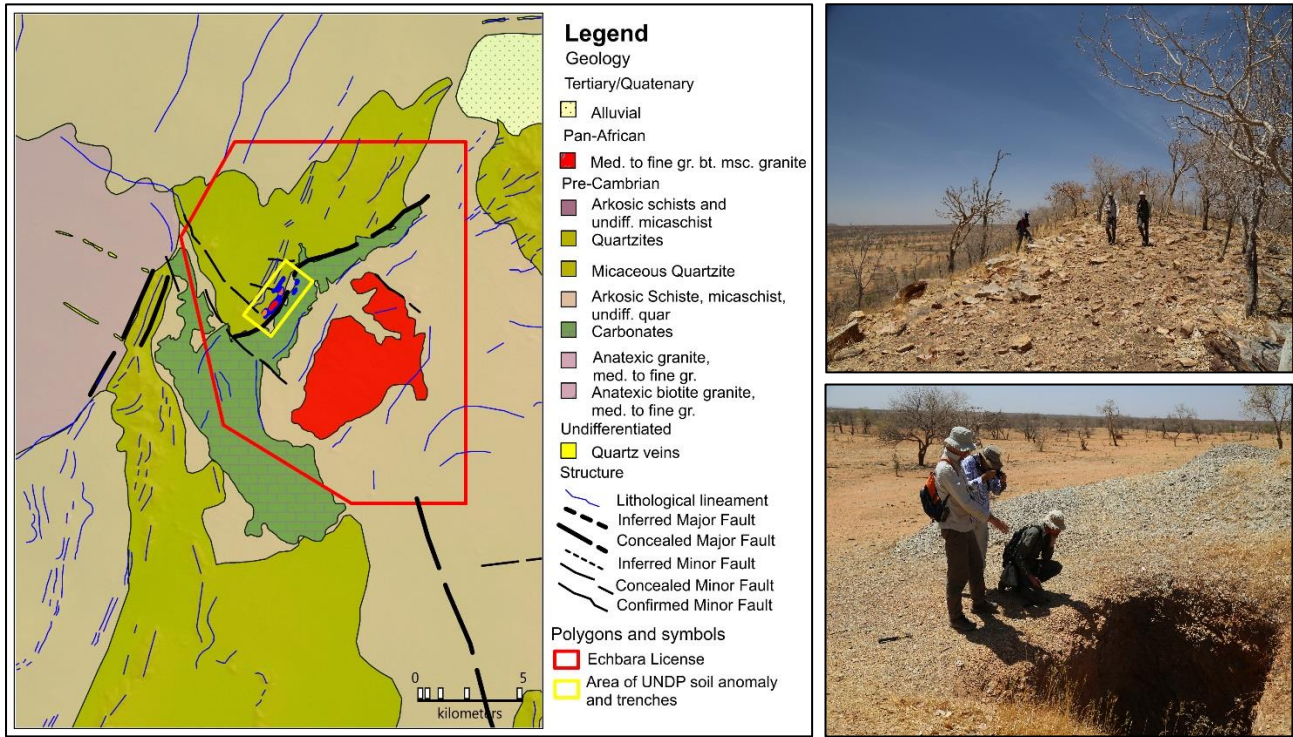 Legend
Geology
Tertiary/Quatenary
Alluvial
Pan-African
Med. to fine gr. bt. msc. granite
Pre-Cambrian
Arkosic schists and
undiff. micaschist
Quartzites
Micaceous Quartzite
Arkosic Schiste, micaschist,
undiff. quar
Carbonates
Anatexic granite,
med. to fine gr.
Anatexic biotite granite,
med. to fine gr.
Undifferentiated
Quartz veins
Structure
Lithological lineament
Inferred Major Fault
Concealed Major Fault
Inferred Minor Fault
Concealed Minor Fault
Confirmed Minor Fault
Polygons and symbols
Echbara License
Area of UNDP soil anomaly
and trenches
0 5
kilometers